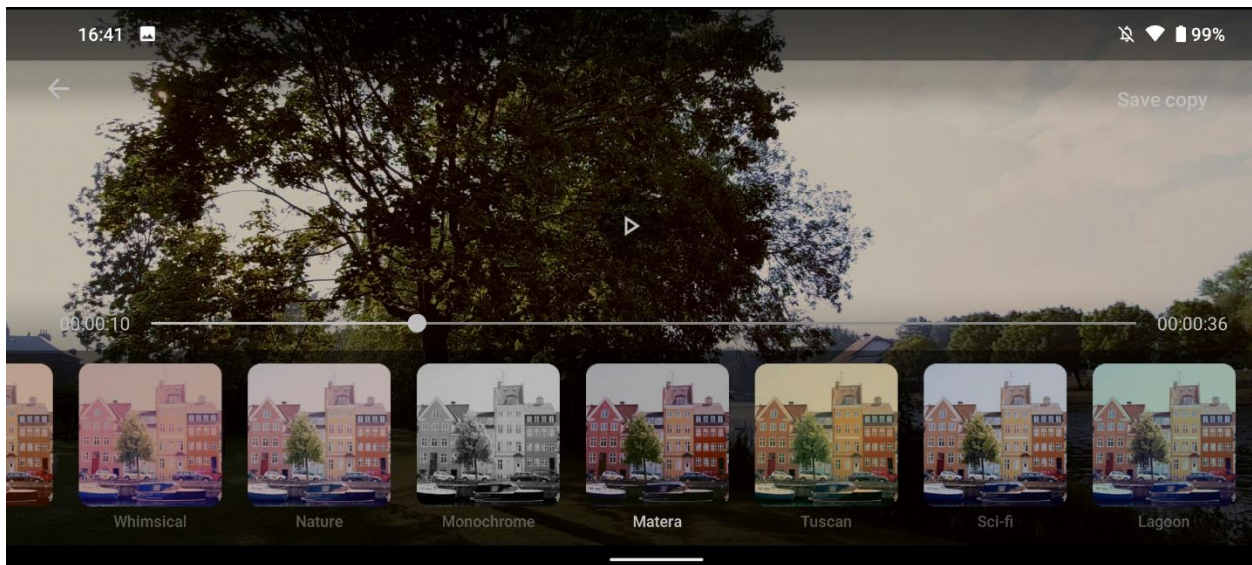 16:41
99%
Save copy
00:00:10
00:00:36
Whimsical
Nature
Monochrome
Matera
Tuscan
Sci-fi
Lagoon